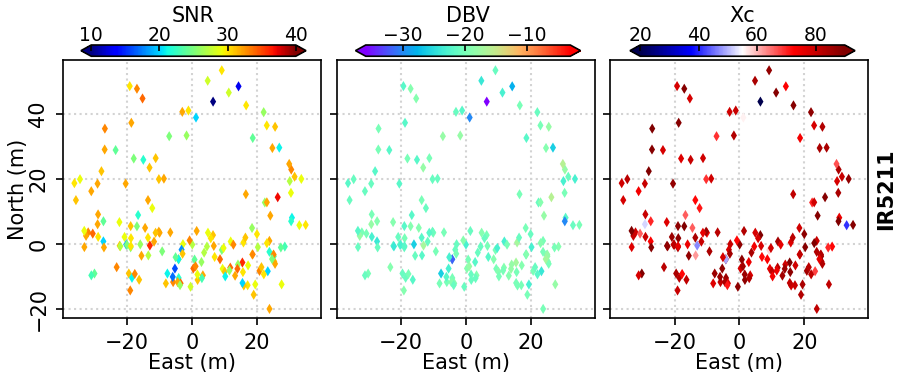 SNR DBV Xc
10 20 30 40 −30 −20 −10 20 40 60 80
North (m)
40
20
0
−20
IR5211
−20 0 20 −20 0 20 −20 0 20
East (m) East (m) East (m)